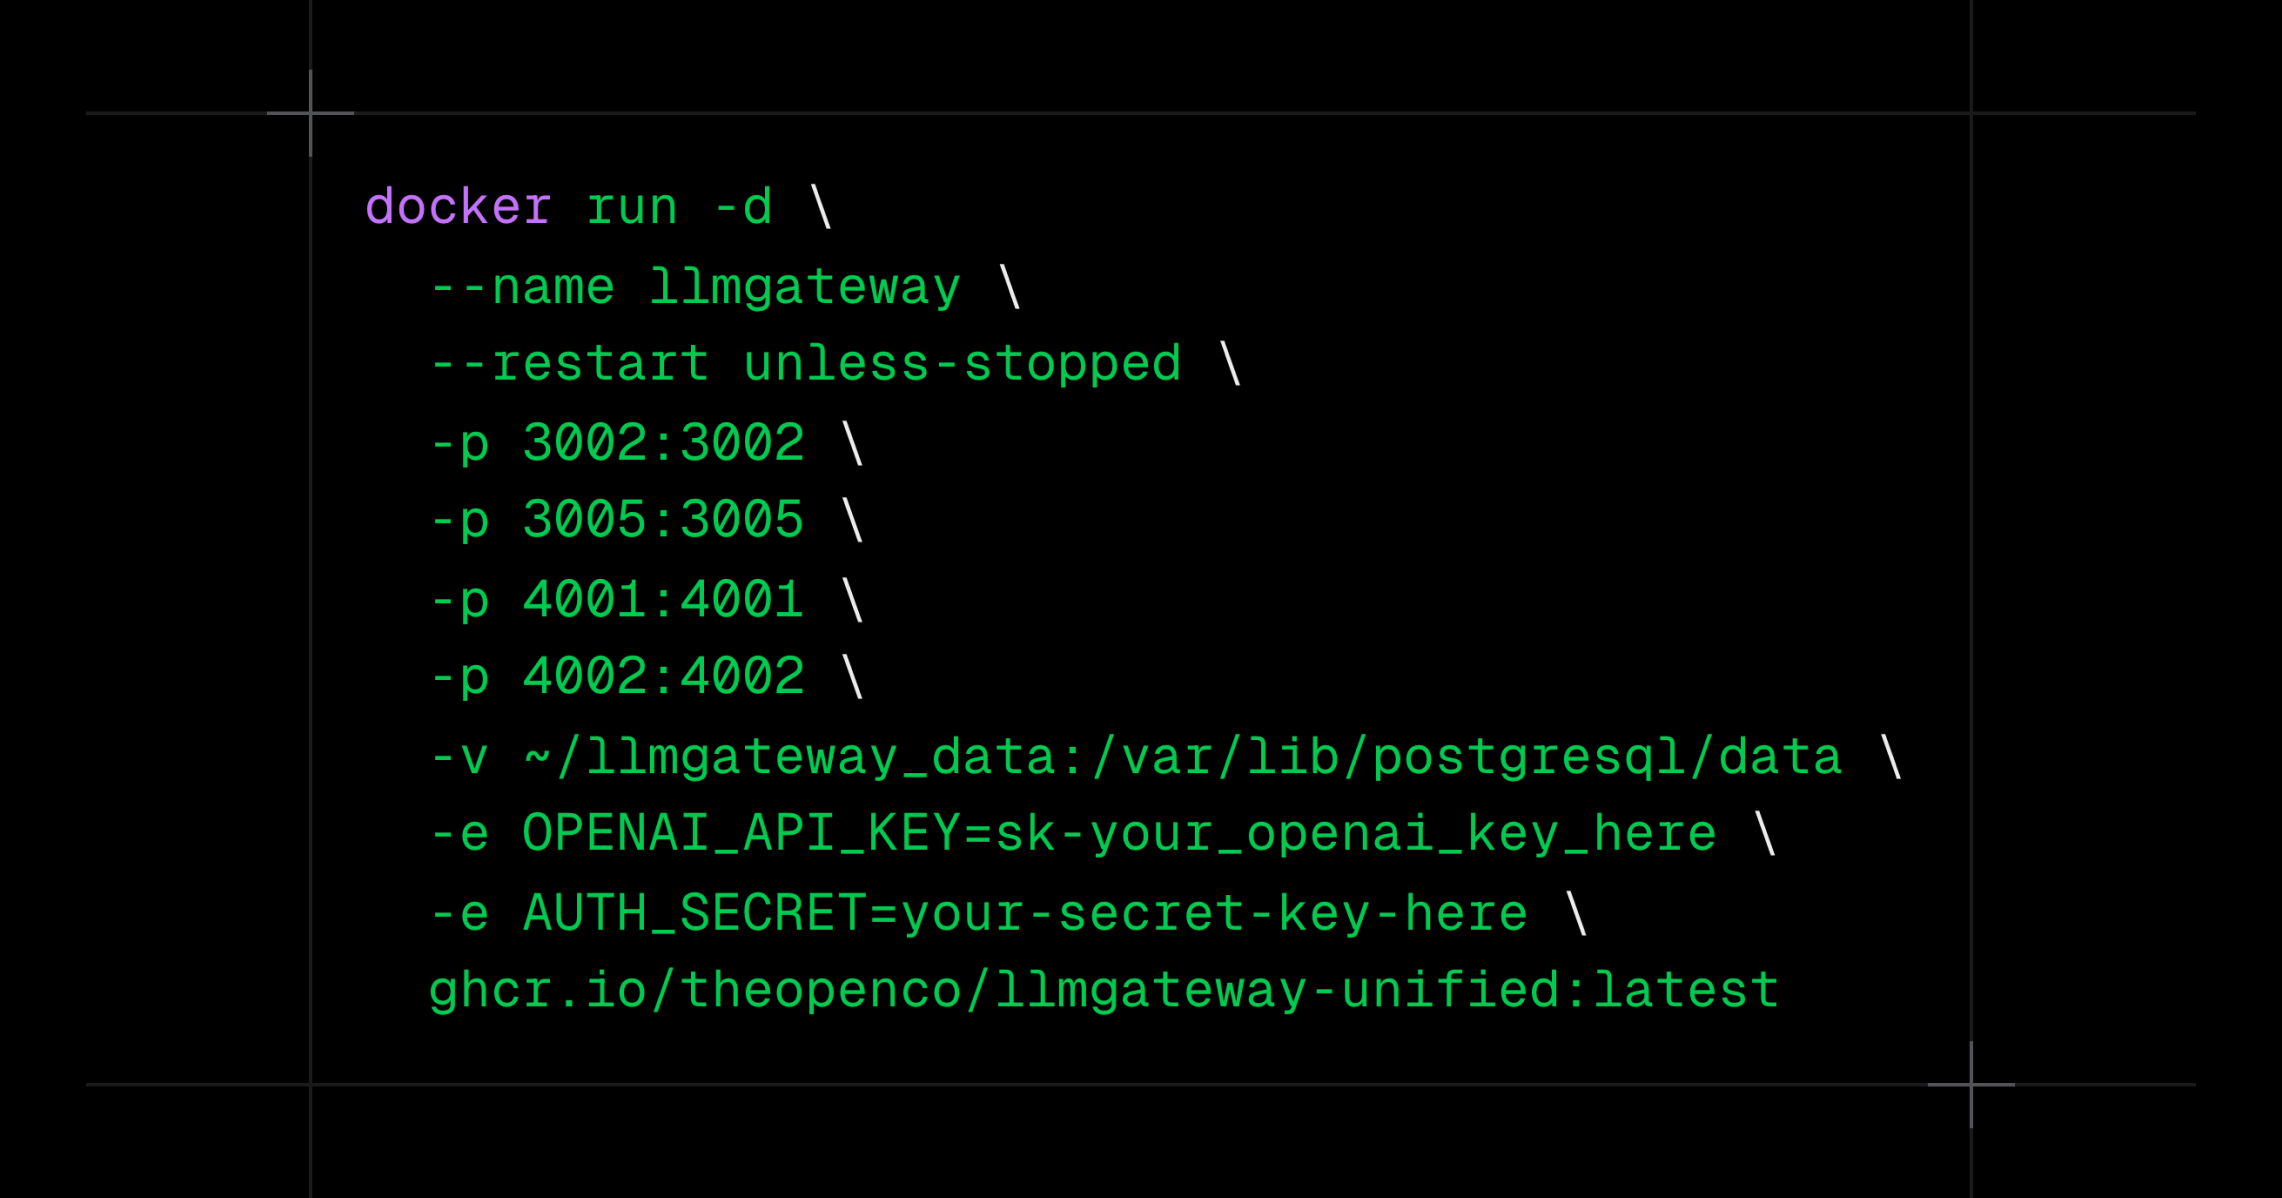 docker run -d \
--name llmgateway \
--restart unless-stopped \
-p 3002:3002 \
-p 3005:3005 \
-p 4001:4001 \
-p 4002:4002 \
-v ~/llmgateway_data:/var/lib/postgresql/data \
-e OPENAI_API_KEY=sk-your_openai_key_here \
-e AUTH_SECRET=your-secret-key-here \
ghcr.io/theopenco/llmgateway-unified:latest